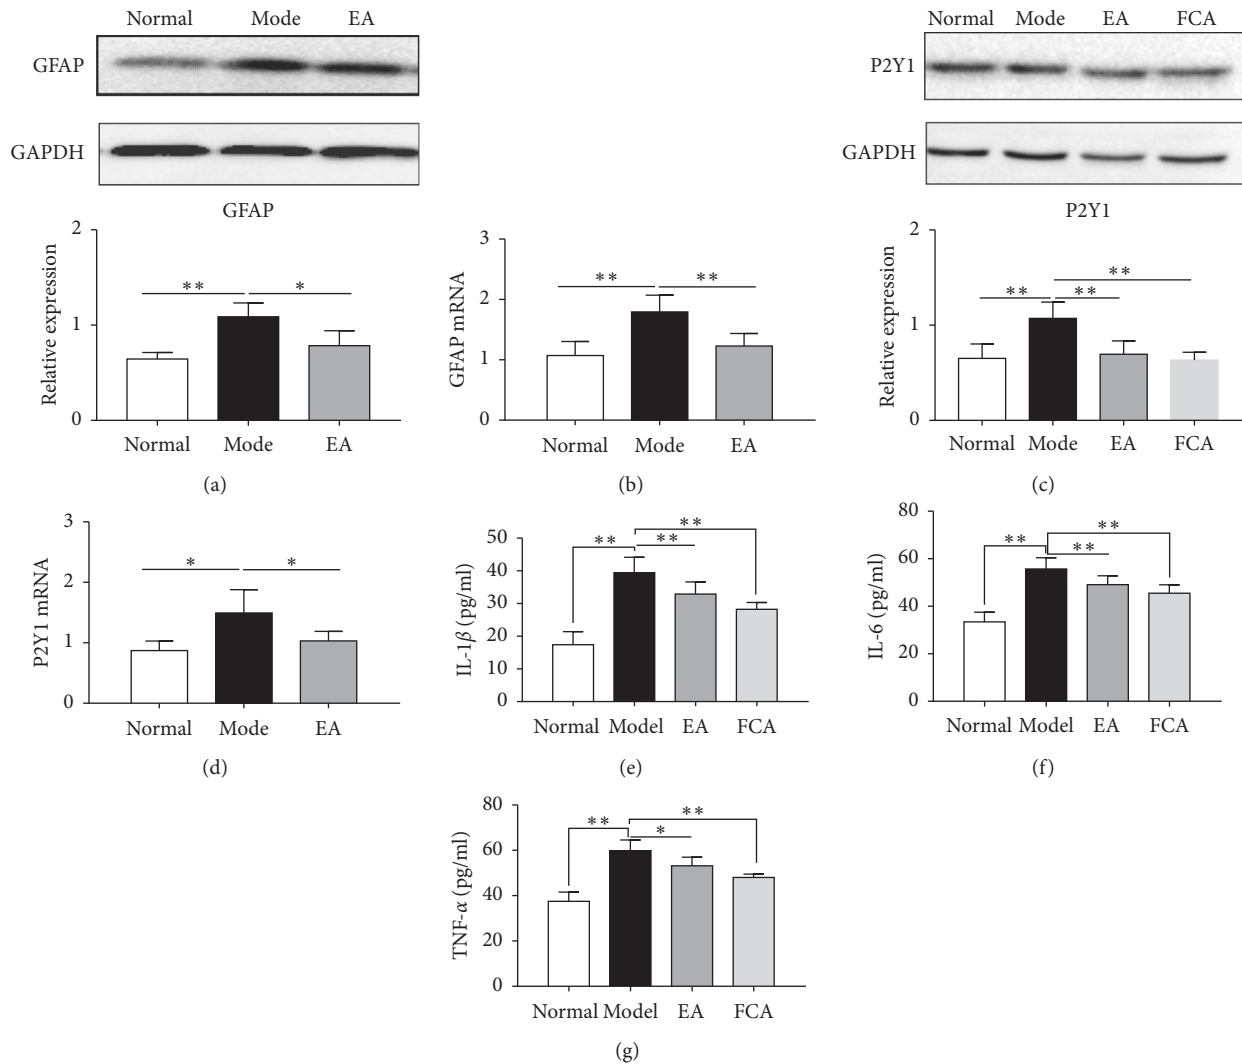 Normal Mode EA
GFAP
GAPDH
GFAP
Relative expression
2
1
0
** *
Normal Mode EA
(a)
GFAP mRNA
3
2
1
0
** **
Normal Mode EA
(b)
Normal Mode EA FCA
P2Y1
GAPDH
P2Y1
Relative expression
2
1
0
**
** **
Normal Mode EA FCA
(c)
P2Y1 mRNA
3
2
1
0
* *
Normal Mode EA
(d)
IL-1β (pg/ml)
50
40
30
20
10
0
**
** **
Normal Model EA FCA
(e)
IL-6 (pg/ml)
80
60
40
20
0
**
** **
Normal Model EA FCA
(f)
TNF-α (pg/ml)
80
60
40
20
0
** **
*
Normal Model EA FCA
(g)